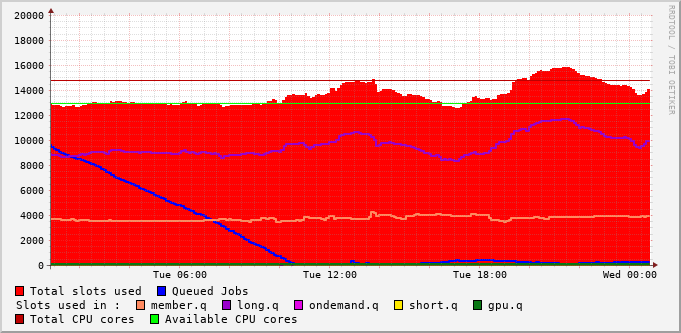 RRDTOOL / TOBI OETIKER
20000
18000
16000
14000
12000
10000
8000
6000
4000
2000
0
Tue 06:00 Tue 12:00 Tue 18:00 Wed 00:00
Total slots used Queued Jobs
Slots used in : member.q long.q ondemand.q short.q gpu.q
Total CPU cores Available CPU cores